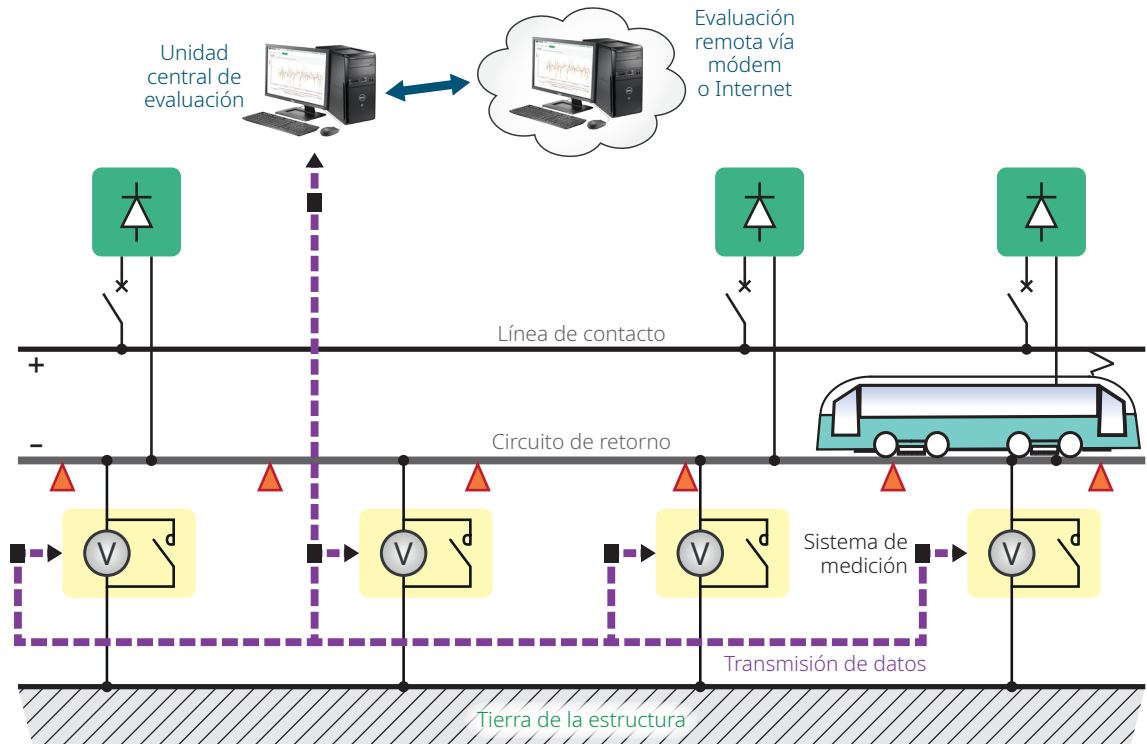 Unidad
central de
evaluación
Evaluación
remota vía
módem
o Internet
Línea de contacto
+
–
Circuito de retorno
V
V
V
V
Sistema de
medición
Transmisión de datos
Tierra de la estructura